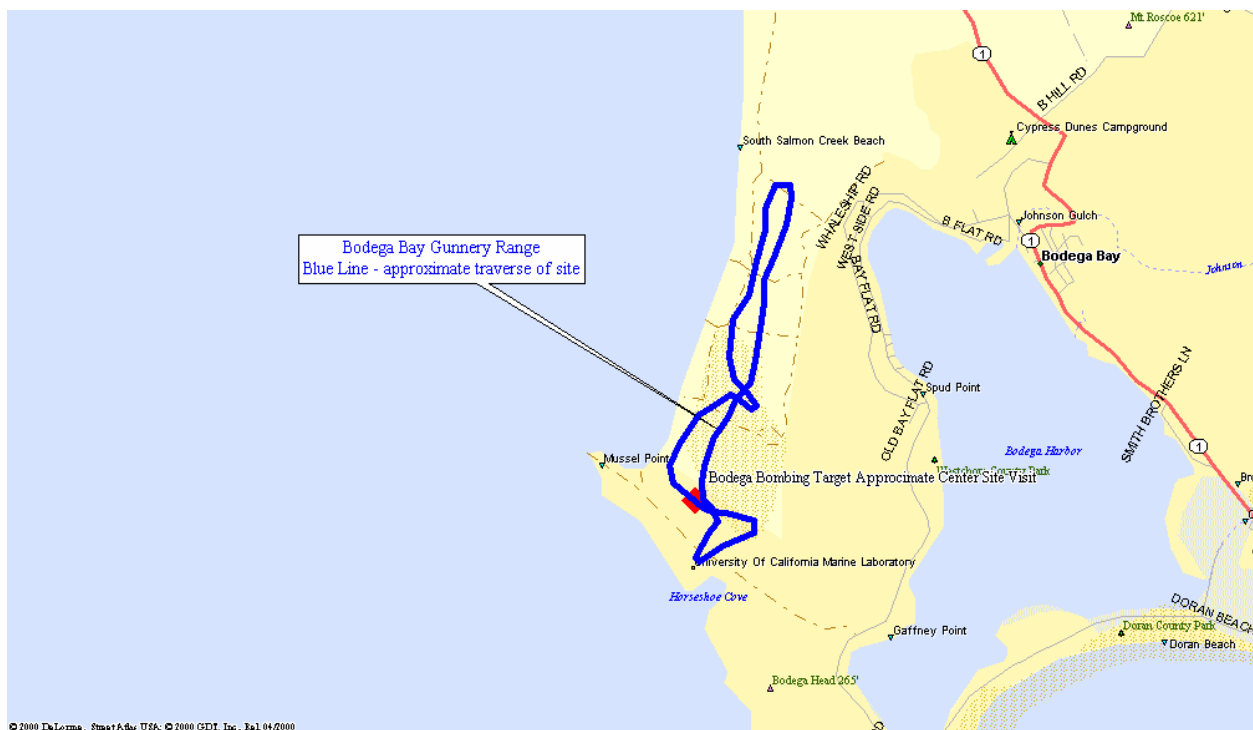 Mt Roscoe 621'
1
B HILL RD
Cypress Dunes Campground
South Salmon Creek Beach
WHALESHIP RD
WEST SIDE RD
Johnson Gulch
B FLAT RD
1
Bodega Bay
Bodega Bay Gunnery Range
Blue Line - approximate traverse of site
Johnson
BAY FLAT RD
SMITH BROTHERS LN
OLD BAY FLAT RD
Spud Point
1
Bodega Harbor
Mussel Point
County Park
Bodega Bombing Target Approximate Center Site Visit
Bro
University Of California Marine Laboratory
Horseshoe Cove
DORAN BEACH
Gaffney Point
Doran County Park
Doran Beach
Bodega Head 265'
D
© 2000 DeLorme. Street Atlas USA; © 2000 GDT, Inc., Rel. 04/2000